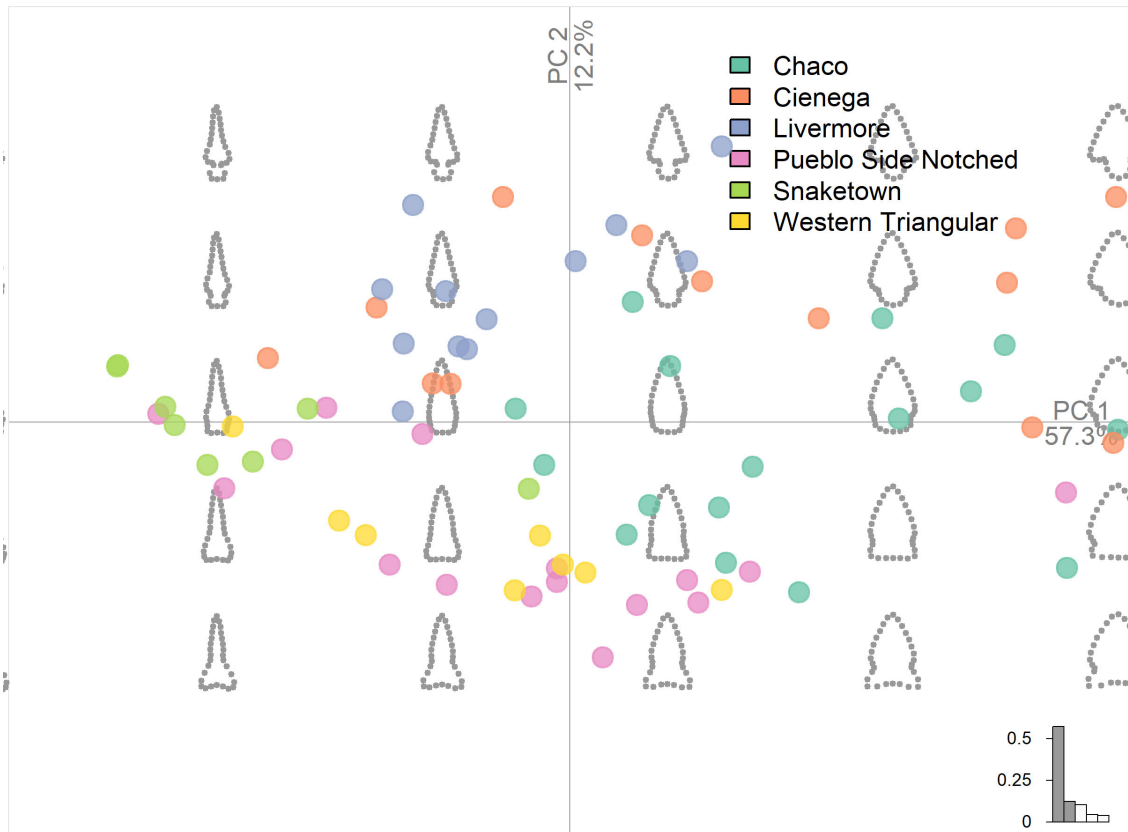 PC 2
12.2%
Chaco
Cienega
Livermore
Pueblo Side Notched
Snaketown
Western Triangular
PC 1
57.3%
0.5
0.25
0